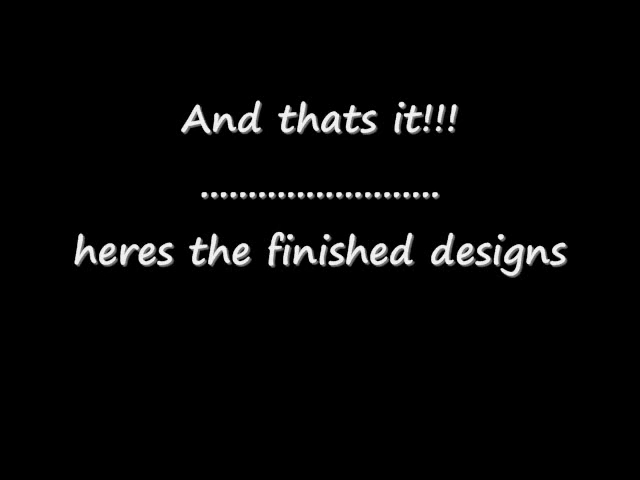 And thats it!!!
.........................
heres the finished designs